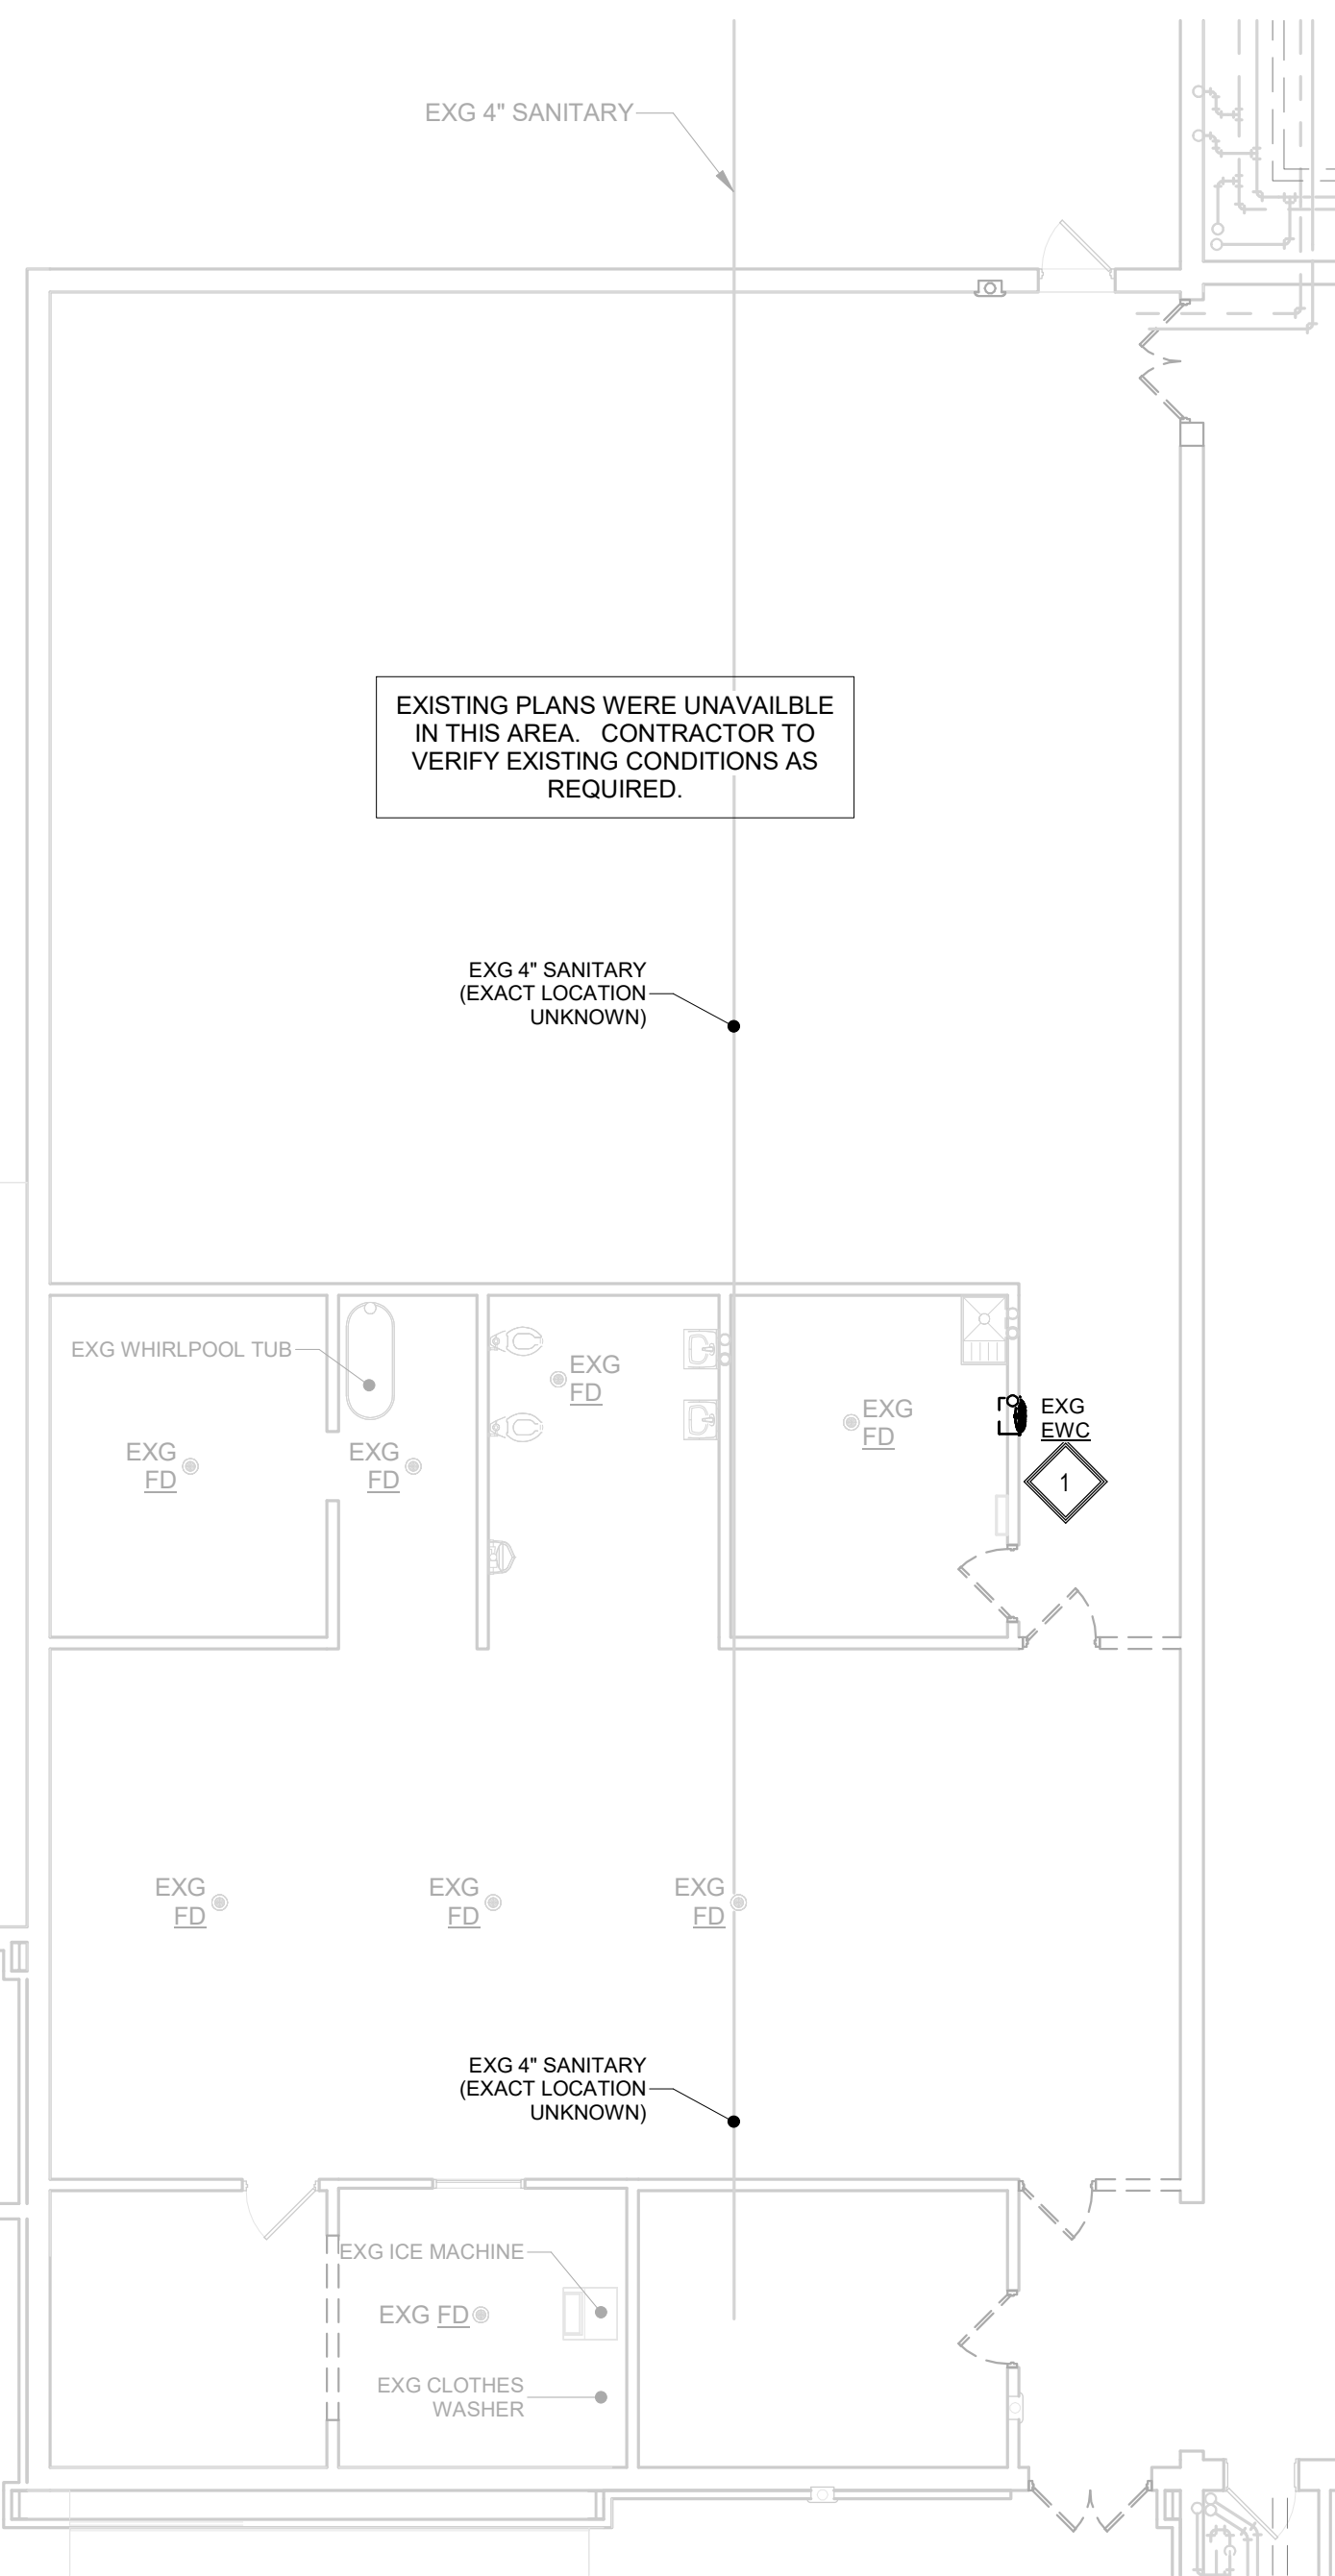 EXG 4" SANITARY
EXISTING PLANS WERE UNAVAILBLE
IN THIS AREA. CONTRACTOR TO
VERIFY EXISTING CONDITIONS AS
REQUIRED.
EXG 4" SANITARY
(EXACT LOCATION
UNKNOWN)
EXG WHIRLPOOL TUB
EXG
FD
EXG
FD
EXG
EWC
1
EXG
FD
EXG
FD
EXG
FD
EXG
FD
EXG
FD
EXG 4" SANITARY
(EXACT LOCATION
UNKNOWN)
EXG ICE MACHINE
EXG FD
EXG CLOTHES
WASHER